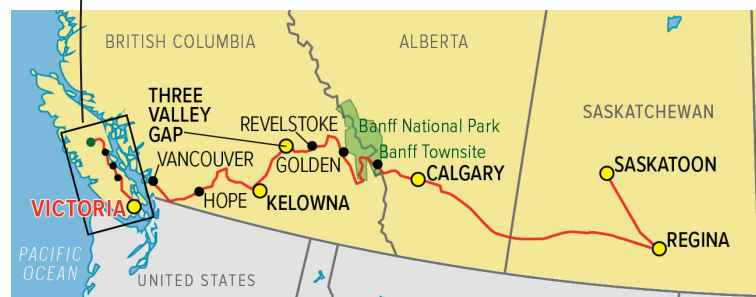 BRITISH COLUMBIA
ALBERTA
THREE
VALLEY
GAP
REVELSTOKE
Banff National Park
SASKATCHEWAN
VANCOUVER
GOLDEN
Banff Townsite
SASKATOON
CALGARY
HOPE
KELOWNA
VICTORIA
REGINA
PACIFIC
OCEAN
UNITED STATES